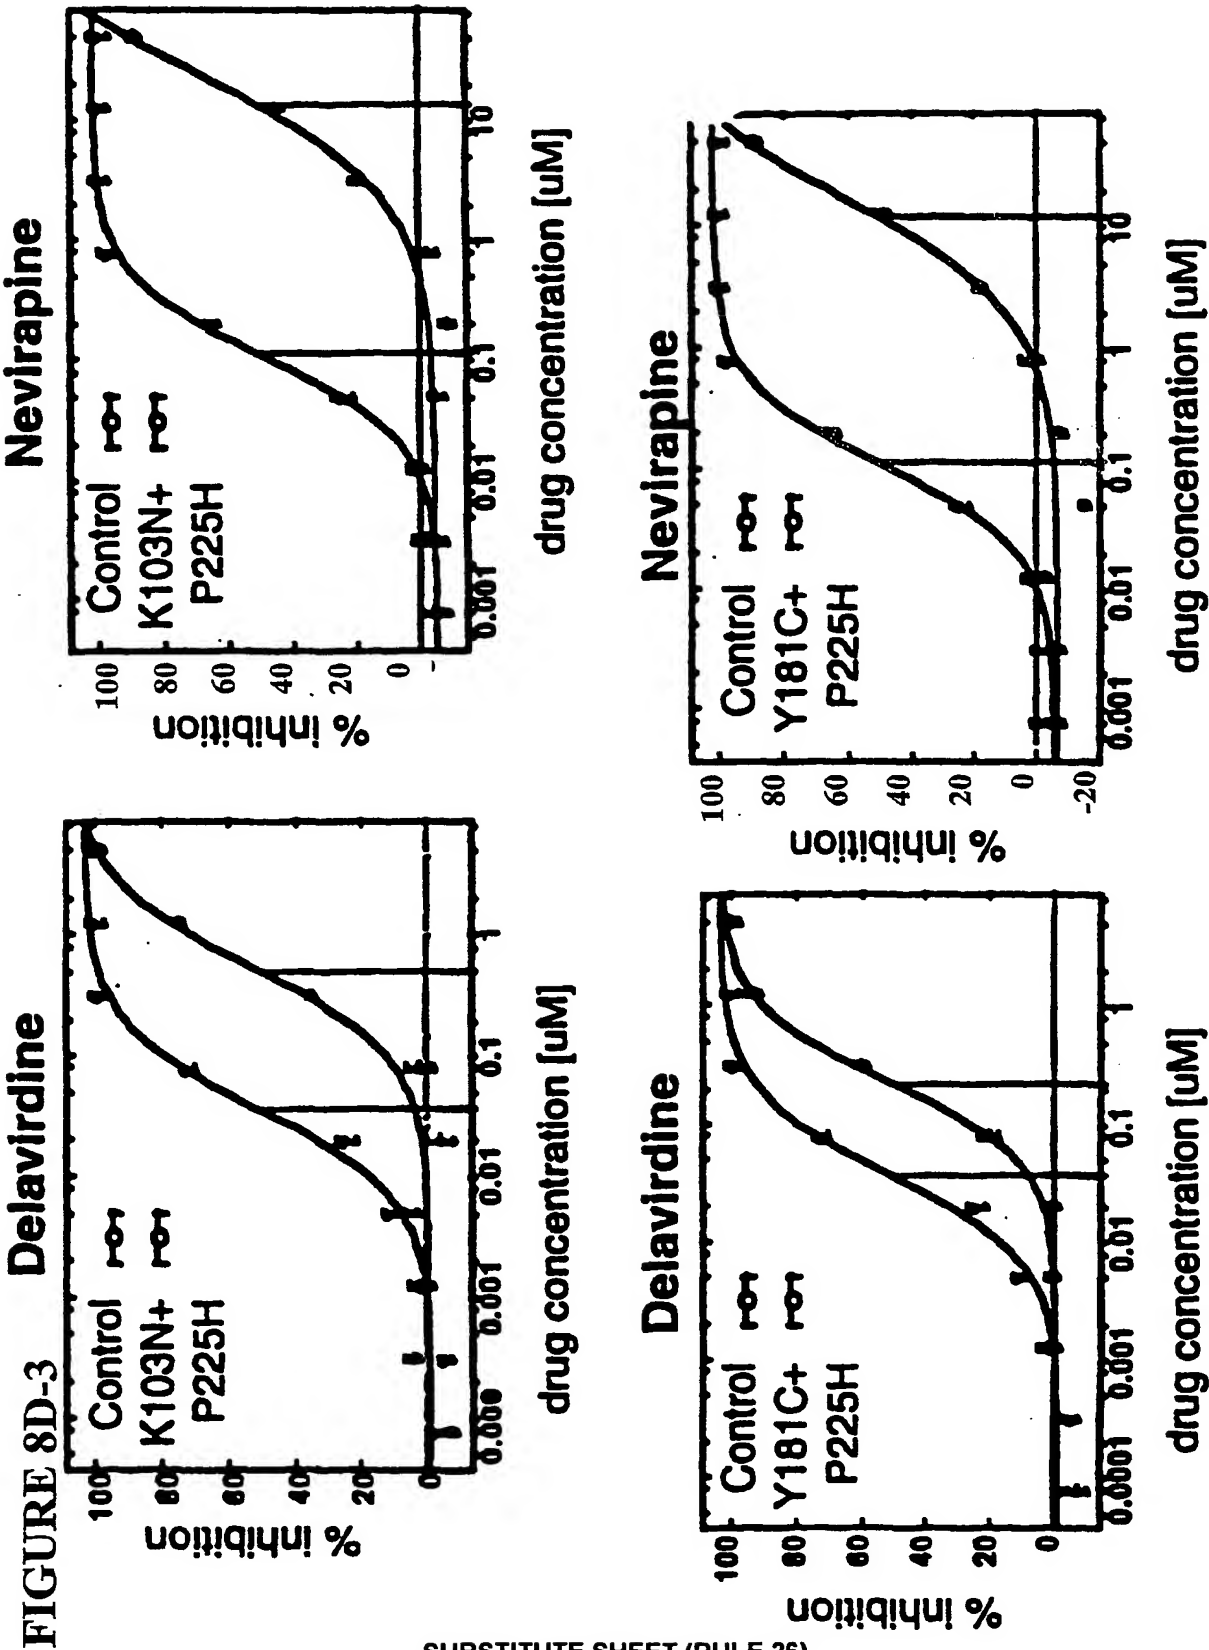 FIGURE 8D-3
Delavirdine
Control
K103N+
P225H
% inhibition
100
80
60
40
20
0
0.000
0.001
0.01
0.1
1
drug concentration [uM]
Nevirapine
Control
K103N+
P225H
% inhibition
100
80
60
40
20
0
0.001
0.01
0.1
1
10
drug concentration [uM]
Delavirdine
Control
Y181C+
P225H
% inhibition
100
80
60
40
20
0
0.0001
0.001
0.01
0.1
1
drug concentration [uM]
Nevirapine
Control
Y181C+
P225H
% inhibition
100
80
60
40
20
0
-20
0.001
0.01
0.1
1
10
drug concentration [uM]
SUBSTITUTE SHEET (RULE 26)